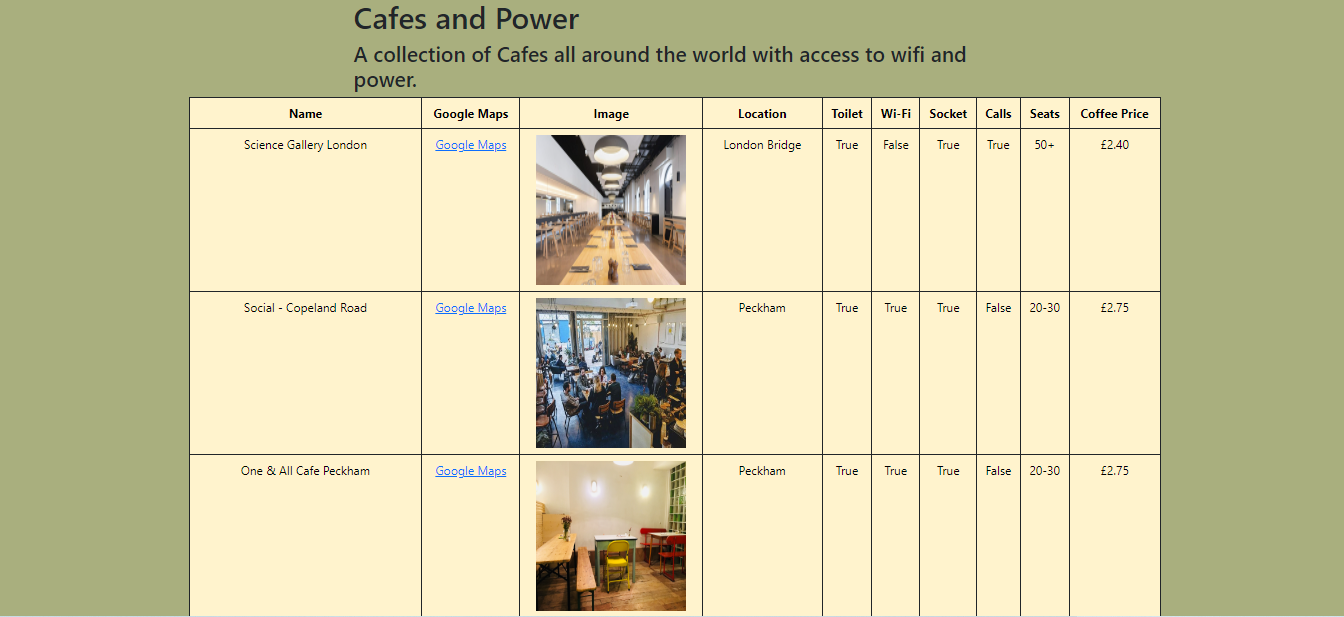 Cafes and Power
A collection of Cafes all around the world with access to wifi and
power.
Name Google Maps Image Location Toilet Wi-Fi Socket Calls Seats Coffee Price
Science Gallery London Google Maps London Bridge True False True True 50+ £2.40
Social - Copeland Road Google Maps Peckham True True True False 20-30 £2.75
One & All Cafe Peckham Google Maps Peckham True True True False 20-30 £2.75